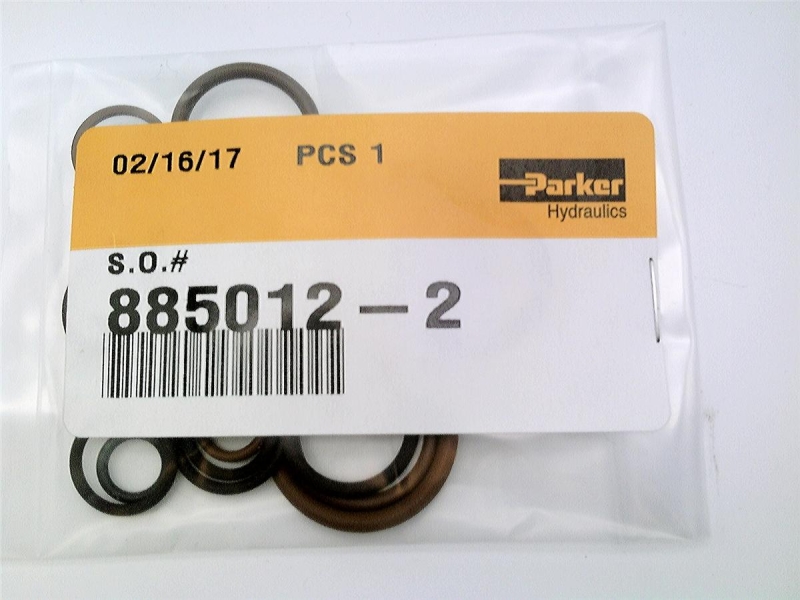 02/16/17 PCS 1
Parker
Hydraulics
S.O.#
885012-2